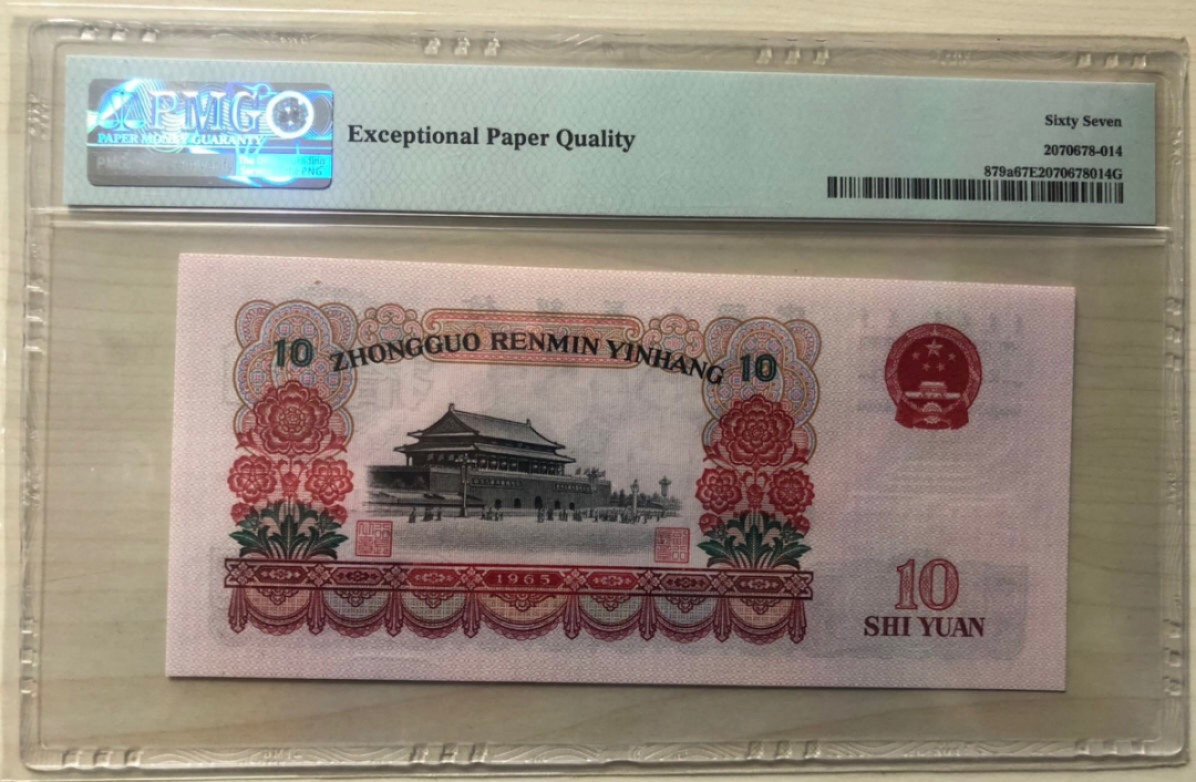 PMG
PAPER MONEY GUARANTY
Exceptional Paper Quality
Sixty Seven
2070678-014
879a67E2070678014G
10 ZHONGGUO RENMIN YINHANG 10
1965
10
SHI YUAN